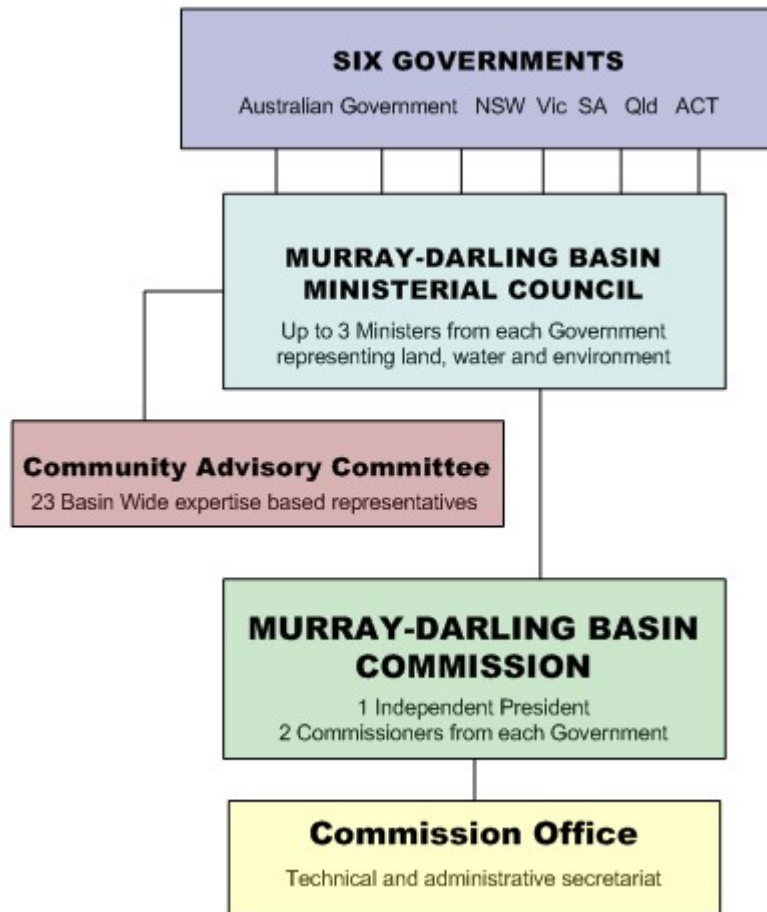 SIX GOVERNMENTS
Australian Government NSW Vic SA Qld ACT
MURRAY-DARLING BASIN
MINISTERIAL COUNCIL
Up to 3 Ministers from each Government
representing land, water and environment
Community Advisory Committee
23 Basin Wide expertise based representatives
MURRAY-DARLING BASIN
COMMISSION
1 Independent President
2 Commissioners from each Government
Commission Office
Technical and administrative secretariat